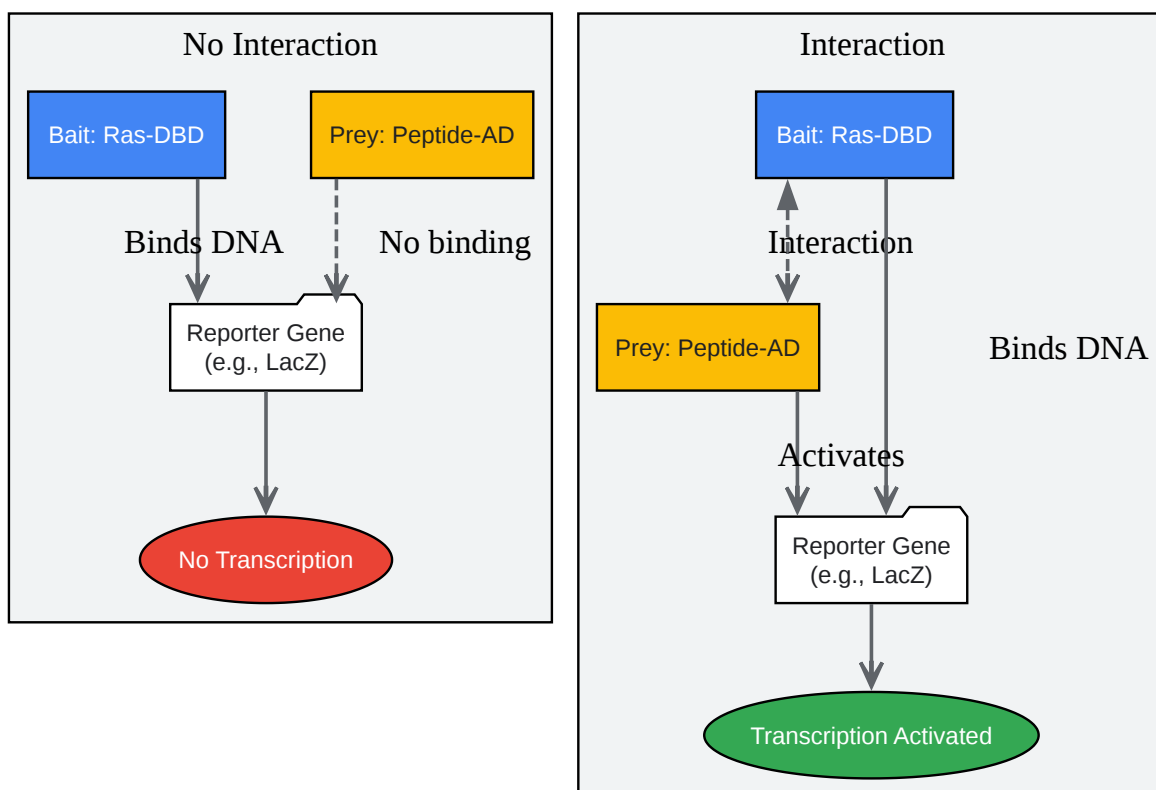 No Interaction
Bait: Ras-DBD
Prey: Peptide-AD
Binds DNA
No binding
Reporter Gene
(e.g., LacZ)
No Transcription
Interaction
Bait: Ras-DBD
Interaction
Prey: Peptide-AD
Binds DNA
Activates
Reporter Gene
(e.g., LacZ)
Transcription Activated